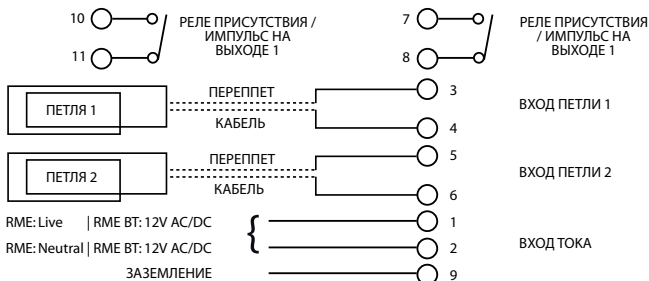 10
РЕЛЕ ПРИСУТСТВИЯ /
ИМПУЛЬС НА
ВЫХОДЕ 1
11
7
РЕЛЕ ПРИСУТСТВИЯ
/ ИМПУЛЬС НА
ВЫХОДЕ 1
8
ПЕТЛЯ 1
ПЕРЕППЕТ
КАБЕЛЬ
3
4
ВХОД ПЕТЛИ 1
ПЕТЛЯ 2
ПЕРЕППЕТ
КАБЕЛЬ
5
6
ВХОД ПЕТЛИ 2
RME: Live | RME BT: 12V AC/DC
1
RME: Neutral | RME BT: 12V AC/DC
2
ВХОД ТОКА
ЗАЗЕМЛЕНИЕ
9